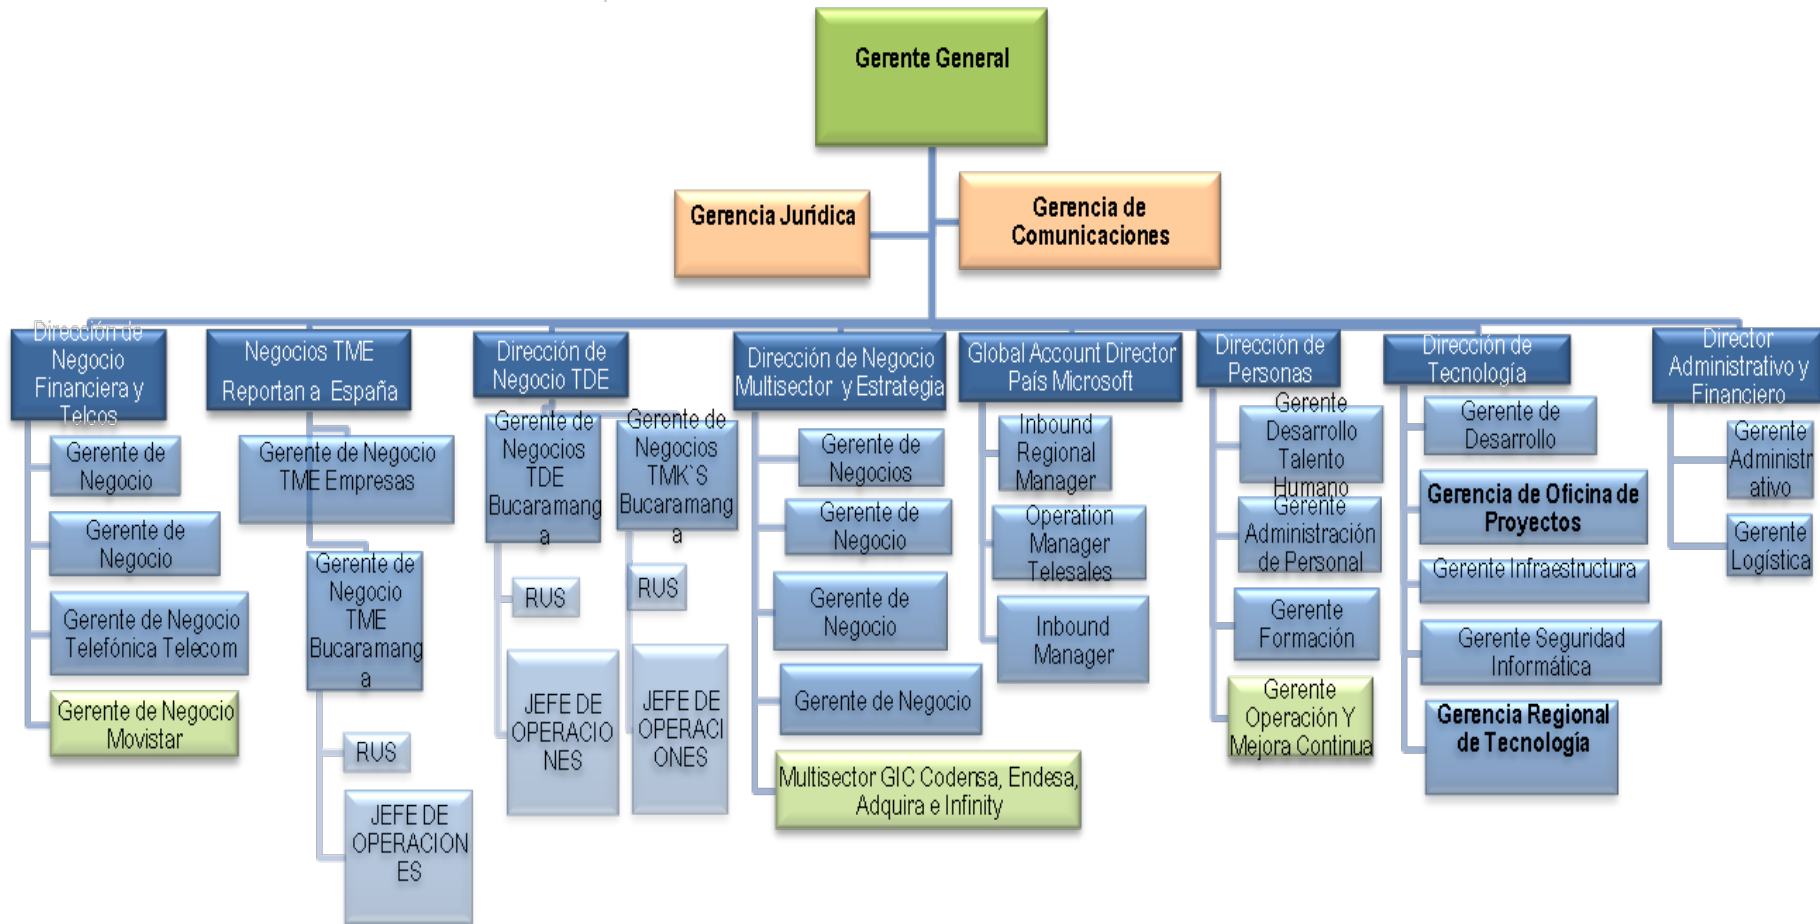 Gerente General
Gerencia Jurídica
Gerencia de
Comunicaciones
Dirección de
Negocio
Financiera y
Telcos
Gerente de
Negocio
Gerente de
Negocio
Gerente de Negocio
Telefónica Telecom
Gerente de Negocio
Movistar
Negocios TME
Reportan a España
Gerente de Negocio
TME Empresas
Gerente de
Negocio
TME
Bucaramang
a
RUS
JEFE DE
OPERACION
ES
Dirección de
Negocio TDE
Gerente de
Negocios
TDE
Bucaramang
a
RUS
JEFE DE
OPERACIO
NES
Gerente de
Negocios
TMK`S
Bucaramang
a
RUS
JEFE DE
OPERACI
ONES
Dirección de Negocio
Multisector y Estrategia
Gerente de
Negocios
Gerente de
Negocio
Gerente de
Negocio
Gerente de Negocio
Multisector GIC Codensa, Endesa,
Adquira e Infinity
Global Account Director
País Microsoft
Inbound
Regional
Manager
Operation
Manager
Telesales
Inbound
Manager
Dirección de
Personas
Gerente
Desarrollo
Talento
Humano
Gerente
Administración
de Personal
Gerente
Formación
Gerente
Operación Y
Mejora Continua
Dirección de
Tecnología
Gerente de
Desarrollo
Gerencia de Oficina de
Proyectos
Gerente Infraestructura
Gerente Seguridad
Informática
Gerencia Regional
de Tecnología
Director
Administrativo y
Financiero
Gerente
Administr
ativo
Gerente
Logística